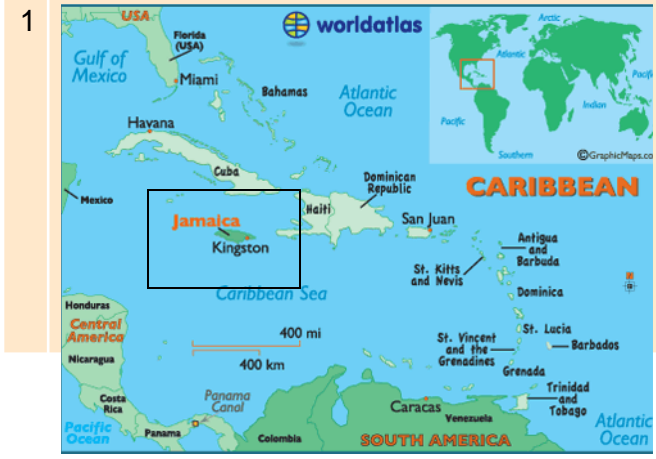 1
USA
worldatlas
Arctic
Florida
(USA)
Gulf of
Mexico
Atlantic
Miami
Bahamas
Atlantic
Ocean
Pacific
Indian
Pacific
Southern
©GraphicMaps.co
Havana
Cuba
Dominican
Republic
CARIBBEAN
Mexico
Haiti
Jamaica
San Juan
Kingston
Antigua
and
Barbuda
St. Kitts
and Nevis
Caribbean Sea
Dominica
Honduras
Central
America
400 mi
St. Lucia
St. Vincent
and the
Grenadines
Barbados
Nicaragua
400 km
Grenada
Trinidad
and
Tobago
Costa
Rica
Panama
Canal
Caracas
Venezuela
Atlantic
Ocean
Pacific
Ocean
Panama
Colombia
SOUTH AMERICA